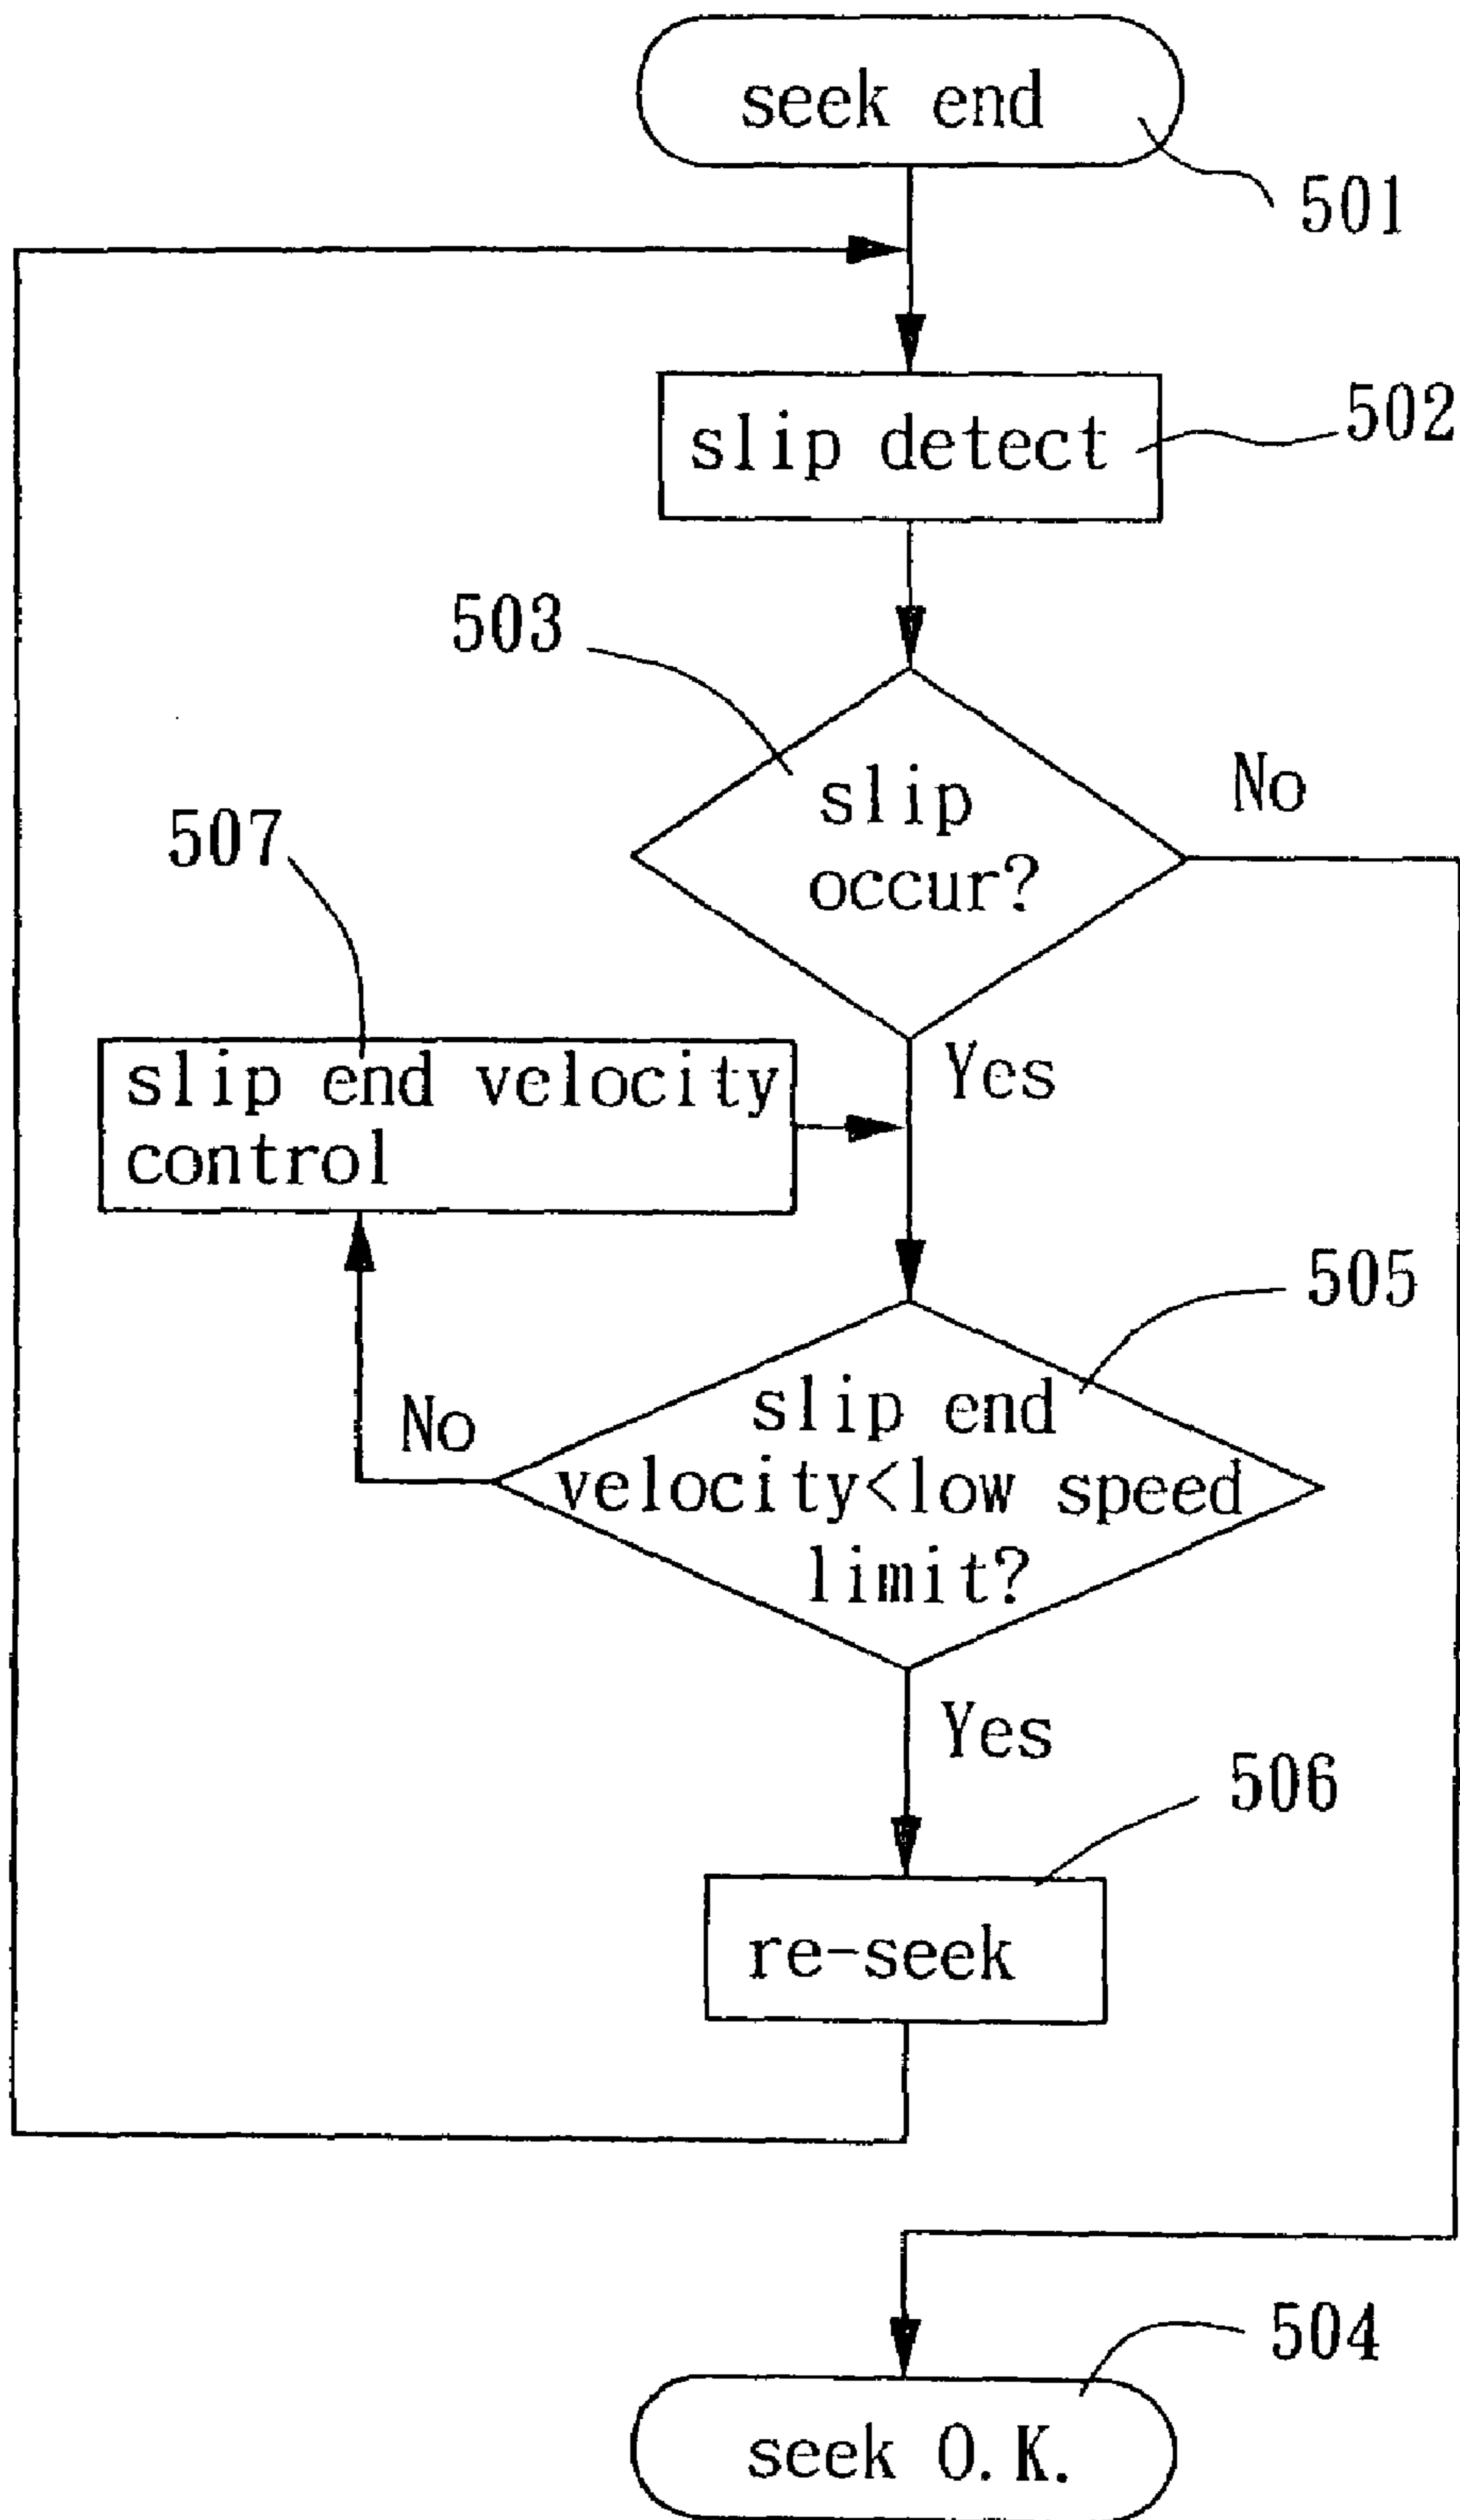 seek end
501
slip detect
502
503
slip
occur?
No
507
Yes
slip end velocity
control
505
slip end
velocity<low speed
limit?
No
Yes
506
re-seek
504
seek O.K.